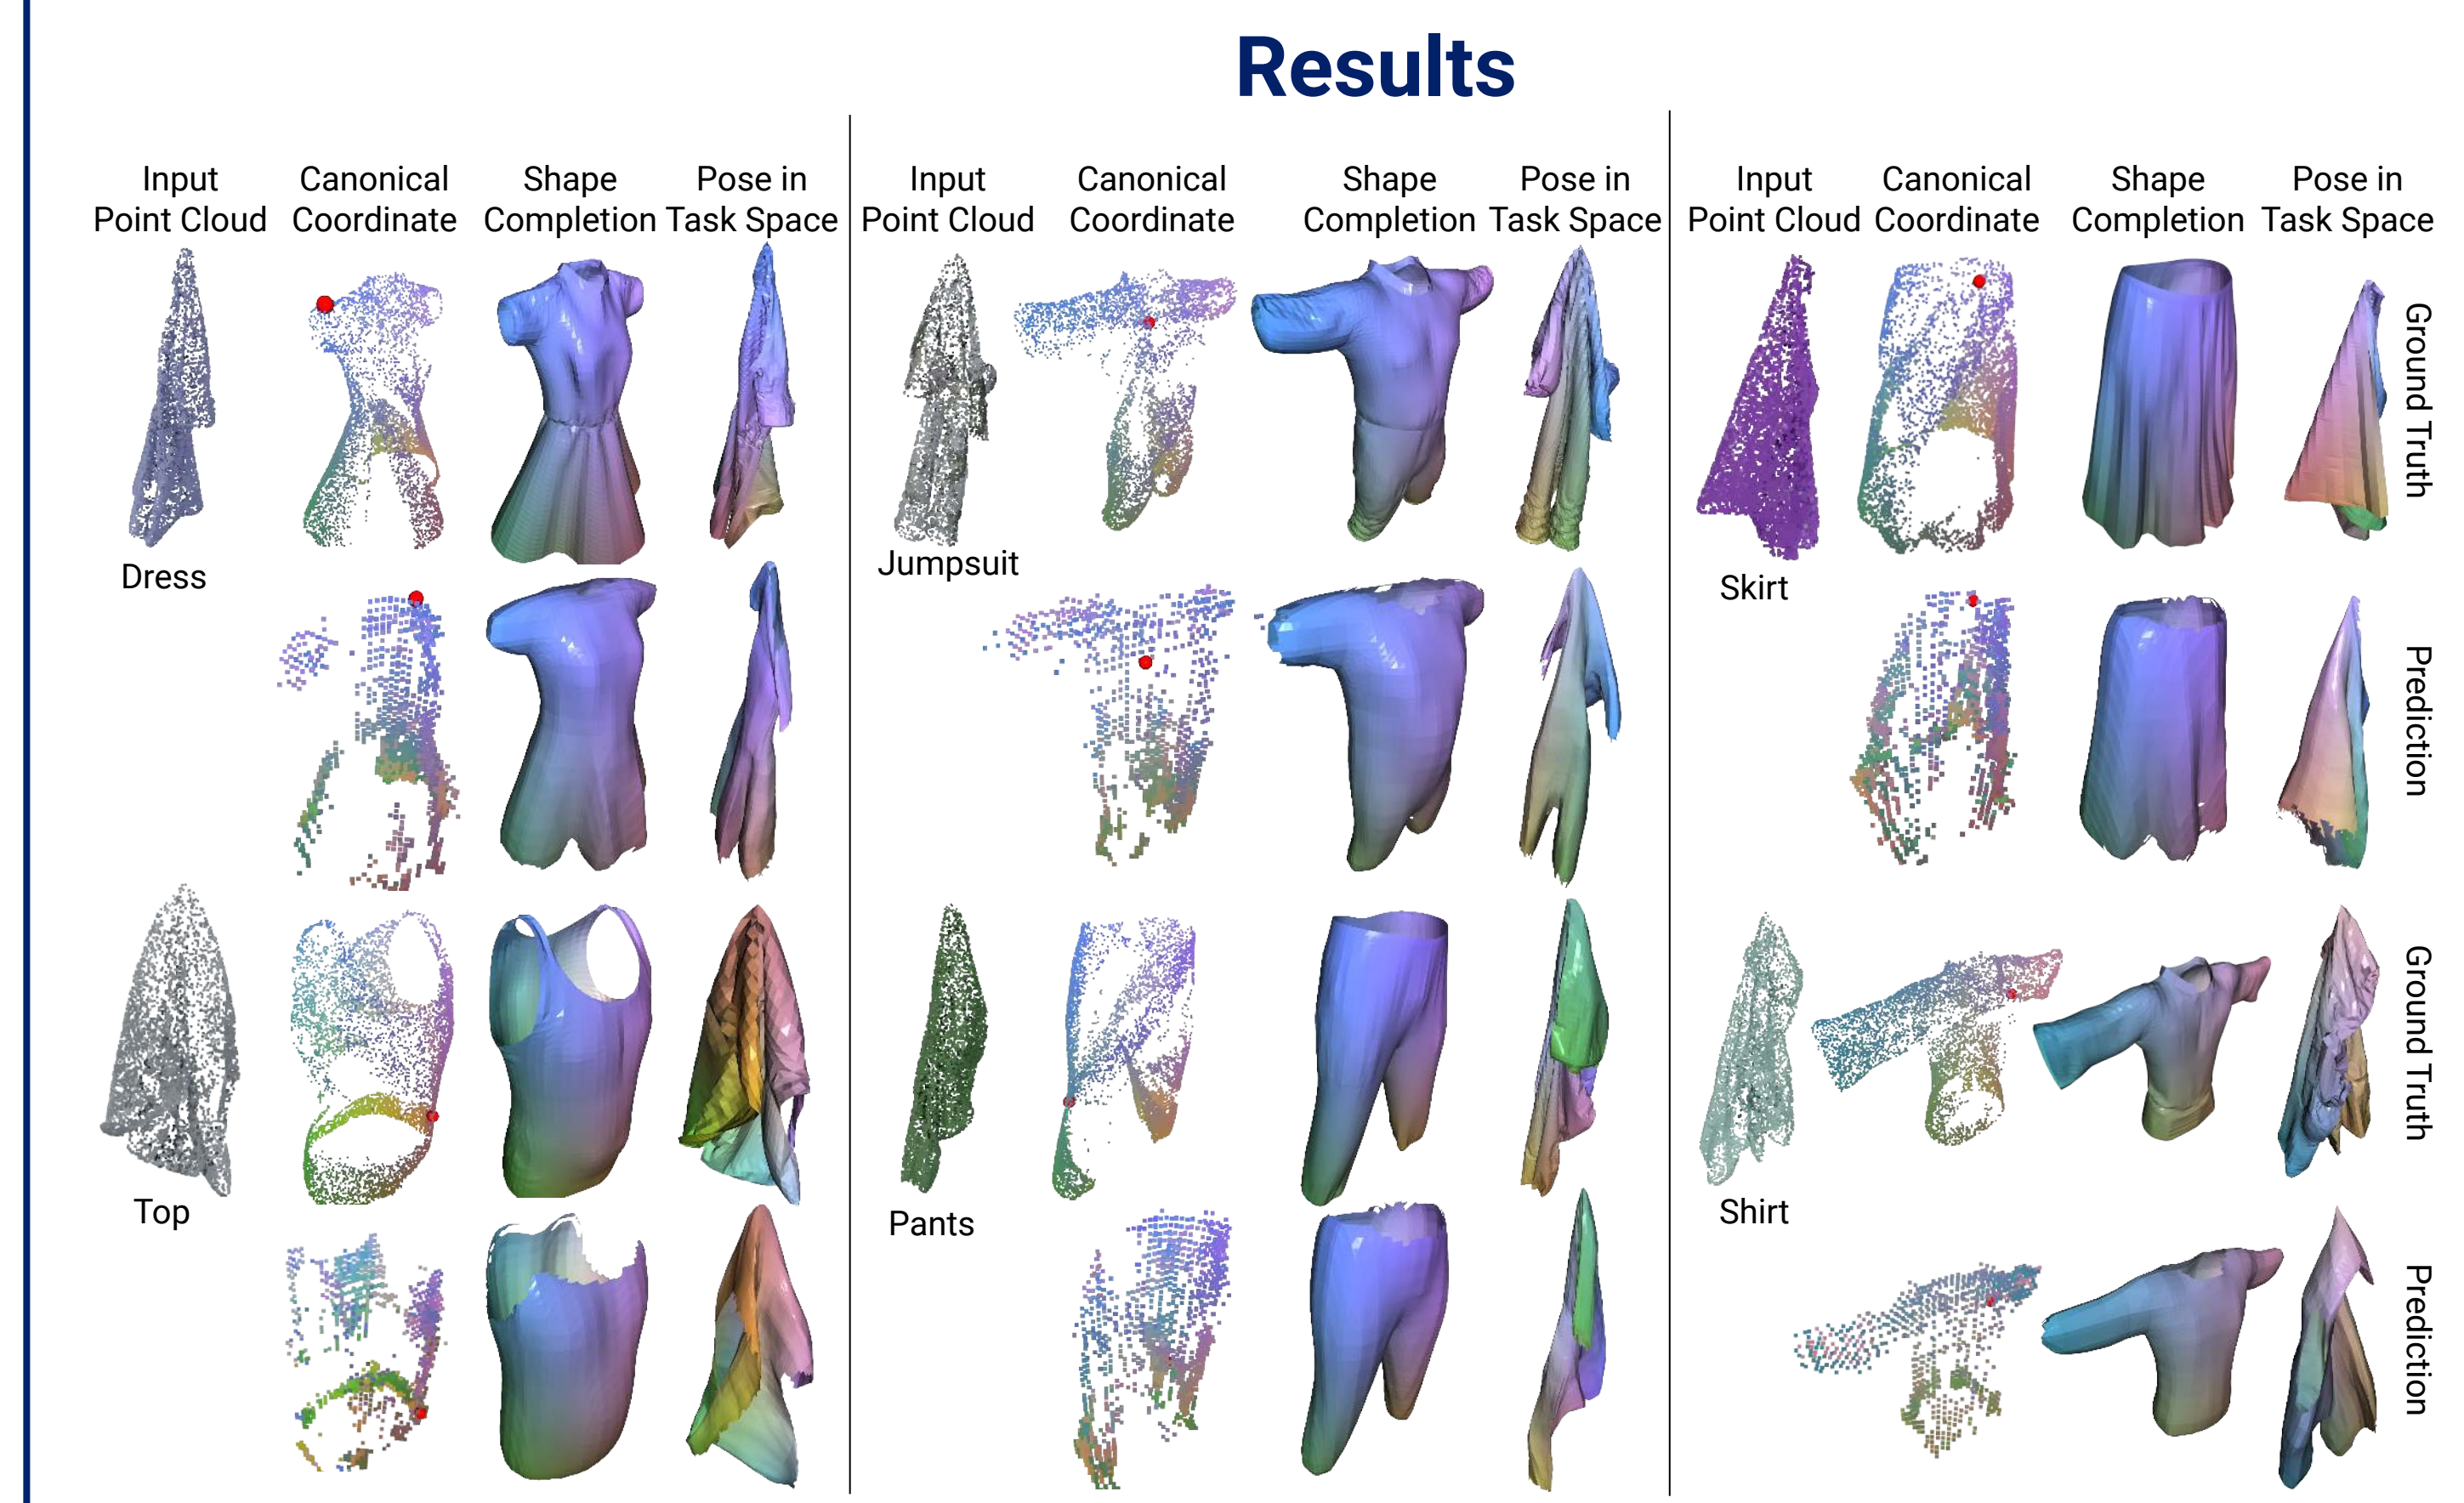 Results
Input Point Cloud
Canonical Coordinate
Shape Completion
Pose in Task Space
Input Point Cloud
Canonical Coordinate
Shape Completion
Pose in Task Space
Input Point Cloud
Canonical Coordinate
Shape Completion
Pose in Task Space
Ground Truth
Dress
Jumpsuit
Skirt
Prediction
Ground Truth
Top
Pants
Shirt
Prediction